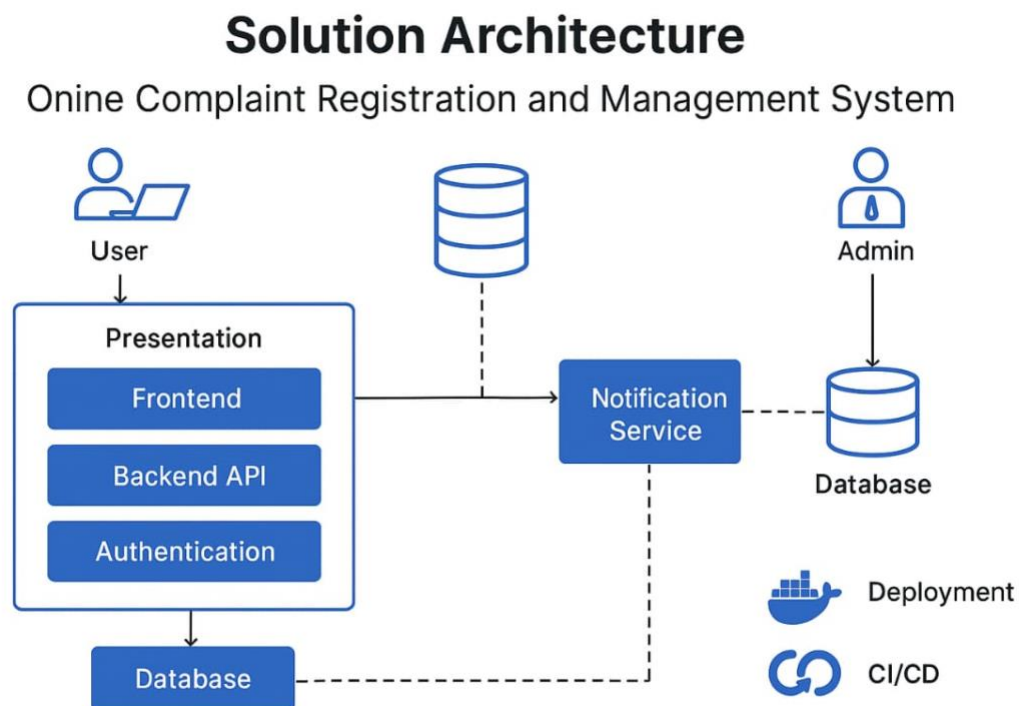 Solution Architecture
Onine Complaint Registration and Management System
User
Admin
Presentation
Frontend
Backend API
Authentication
Notification
Service
Database
Database
Deployment
CI/CD